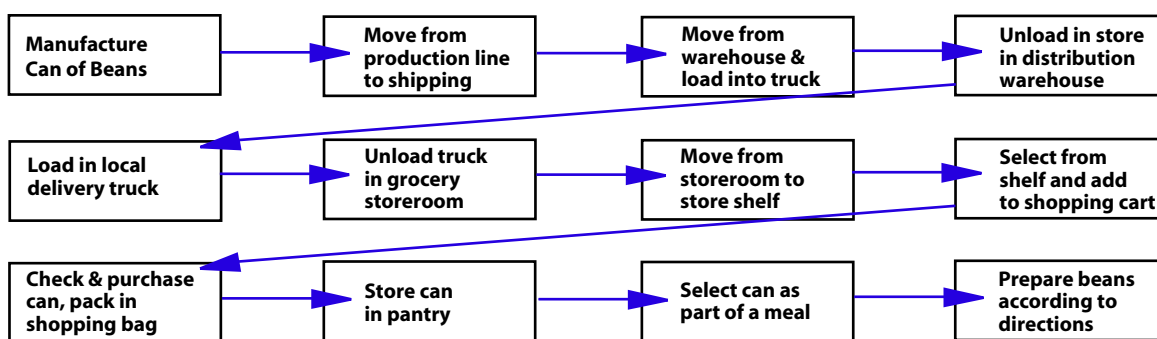 Manufacture
Can of Beans
Move from
production line
to shipping
Move from
warehouse &
load into truck
Unload in store
in distribution
warehouse
Load in local
delivery truck
Unload truck
in grocery
storeroom
Move from
storeroom to
store shelf
Select from
shelf and add
to shopping cart
Check & purchase
can, pack in
shopping bag
Store can
in pantry
Select can as
part of a meal
Prepare beans
according to
directions